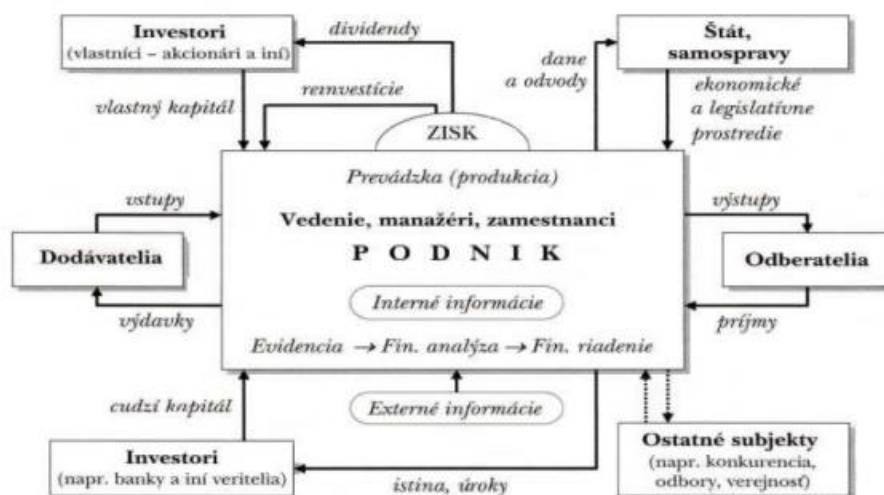 Investori
(vlastníci – akcionári a iní)
dividendy
Štát,
samospravy
dane
a odvody
ekonomické
a legislatívne
prostredie
vlastný kapitál
reinvestície
ZISK
Prevádzka (produkcia)
vstupy
Vedenie, manažéri, zamestnanci
výstupy
Dodávatelia
PODNIK
Odberatelia
Interné informácie
výdavky
príjmy
Evidencia → Fin. analýza → Fin. riadenie
cudzí kapitál
Externé informácie
Ostatné subjekty
(napr. konkurencia,
odbory, verejnosť)
Investori
(napr. banky a iní veritelia)
istina, úroky